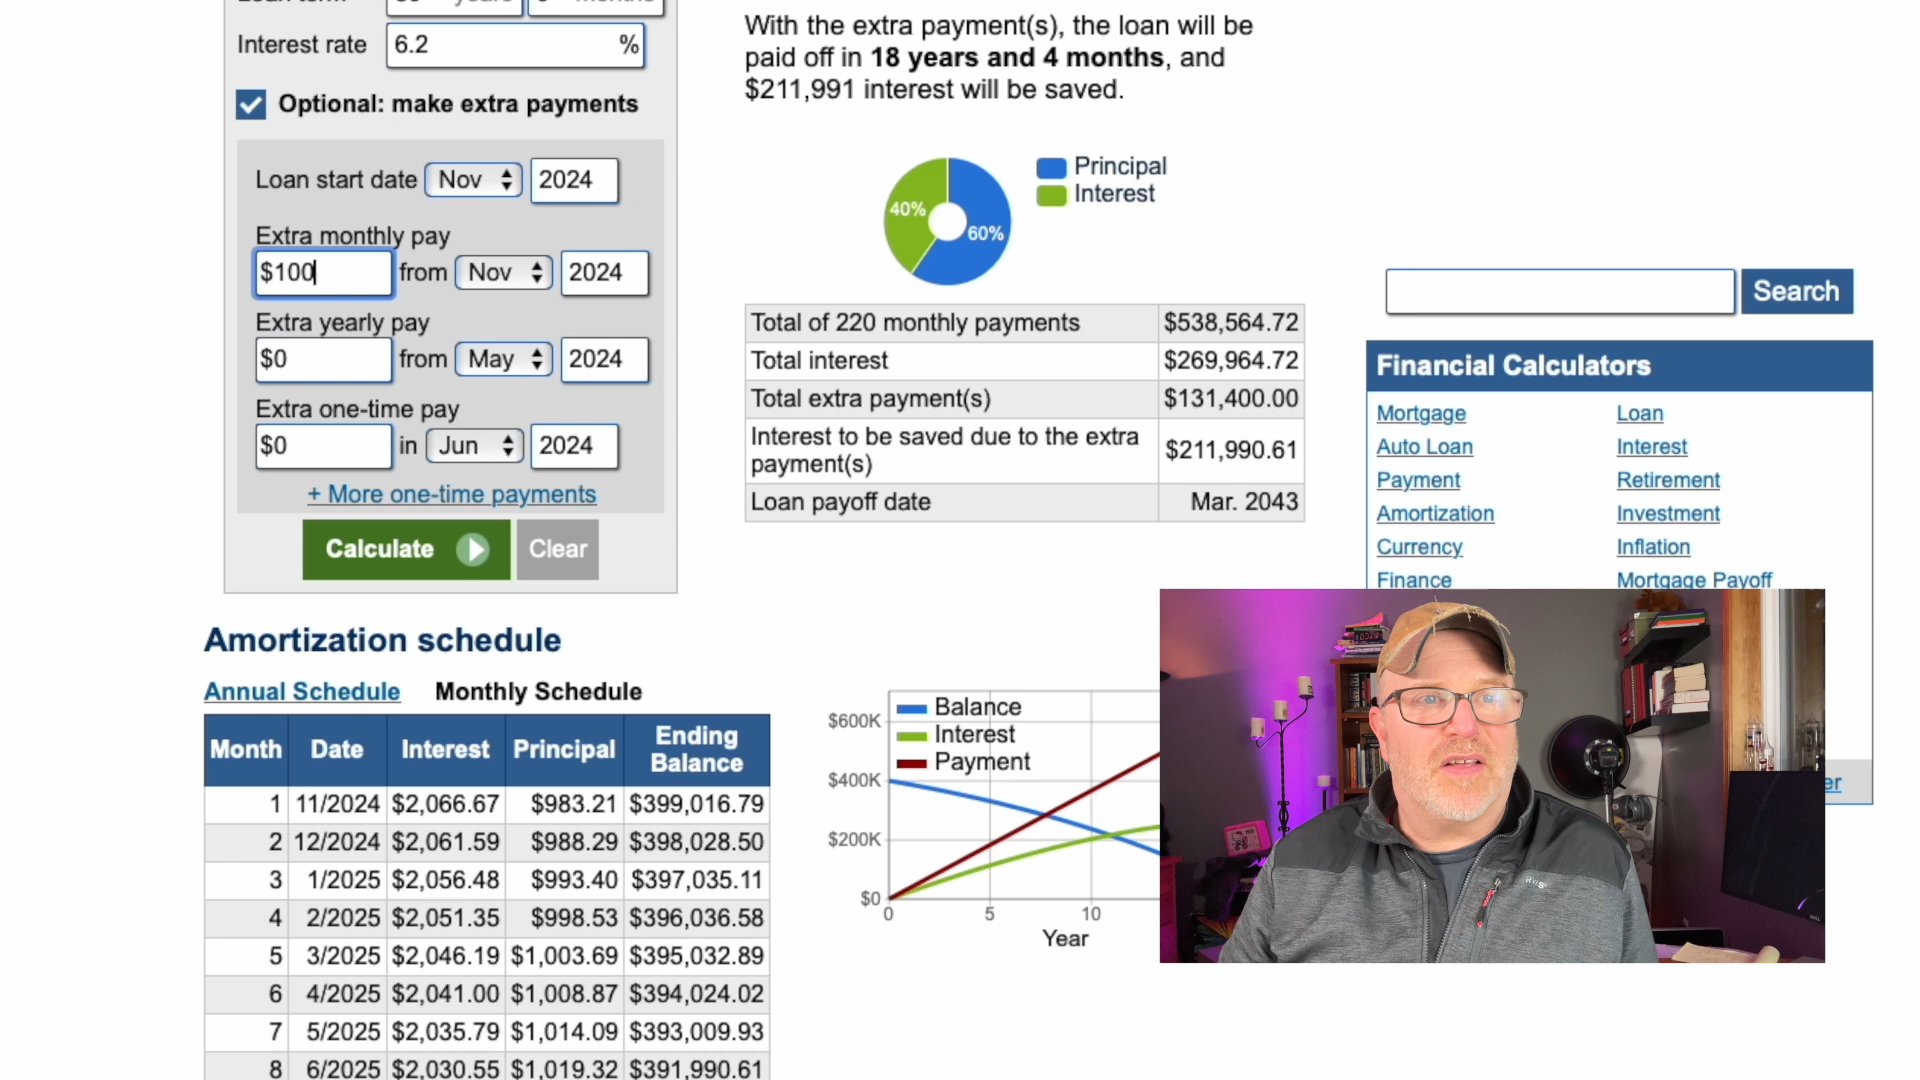 Interest rate
6.2
%
Optional: make extra payments
Loan start date
Nov
2024
Extra monthly pay
$100
from
Nov
2024
Extra yearly pay
$0
from
May
2024
Extra one-time pay
$0
in
Jun
2024
+ More one-time payments
Calculate
Clear
With the extra payment(s), the loan will be
paid off in 18 years and 4 months, and
$211,991 interest will be saved.
40%
60%
Principal
Interest
Total of 220 monthly payments $538,564.72
Total interest $269,964.72
Total extra payment(s) $131,400.00
Interest to be saved due to the extra
payment(s)
$211,990.61
Loan payoff date Mar. 2043
Search
Financial Calculators
Mortgage
Loan
Auto Loan
Interest
Payment
Retirement
Amortization
Investment
Currency
Inflation
Finance
Mortgage Payoff
er
Amortization schedule
Annual Schedule
Monthly Schedule
Month Date Interest Principal Ending
Balance
1 11/2024 $2,066.67 $983.21 $399,016.79
2 12/2024 $2,061.59 $988.29 $398,028.50
3 1/2025 $2,056.48 $993.40 $397,035.11
4 2/2025 $2,051.35 $998.53 $396,036.58
5 3/2025 $2,046.19 $1,003.69 $395,032.89
6 4/2025 $2,041.00 $1,008.87 $394,024.02
7 5/2025 $2,035.79 $1,014.09 $393,009.93
8 6/2025 $2,030.55 $1,019.32 $391,990.61
Balance
Interest
Payment
$600K
$400K
$200K
$0
0
5
10
Year